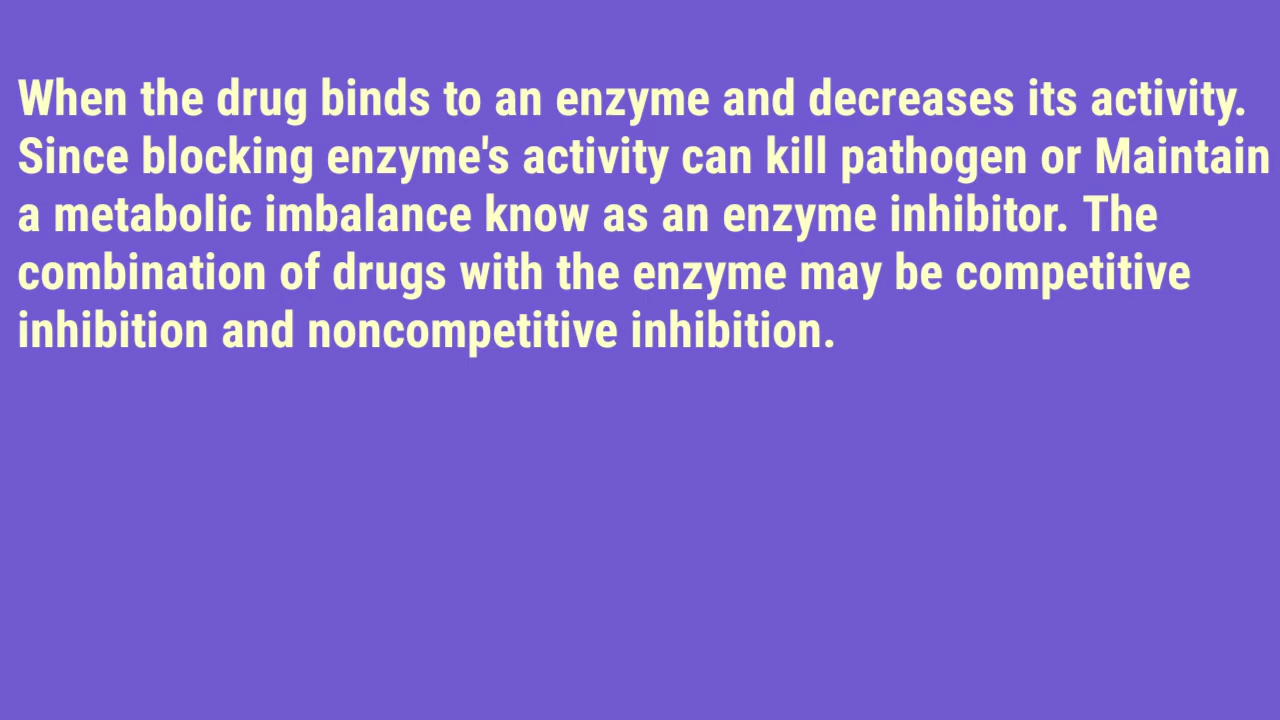 When the drug binds to an enzyme and decreases its activity.
Since blocking enzyme's activity can kill pathogen or Maintain
a metabolic imbalance know as an enzyme inhibitor. The
combination of drugs with the enzyme may be competitive
inhibition and noncompetitive inhibition.